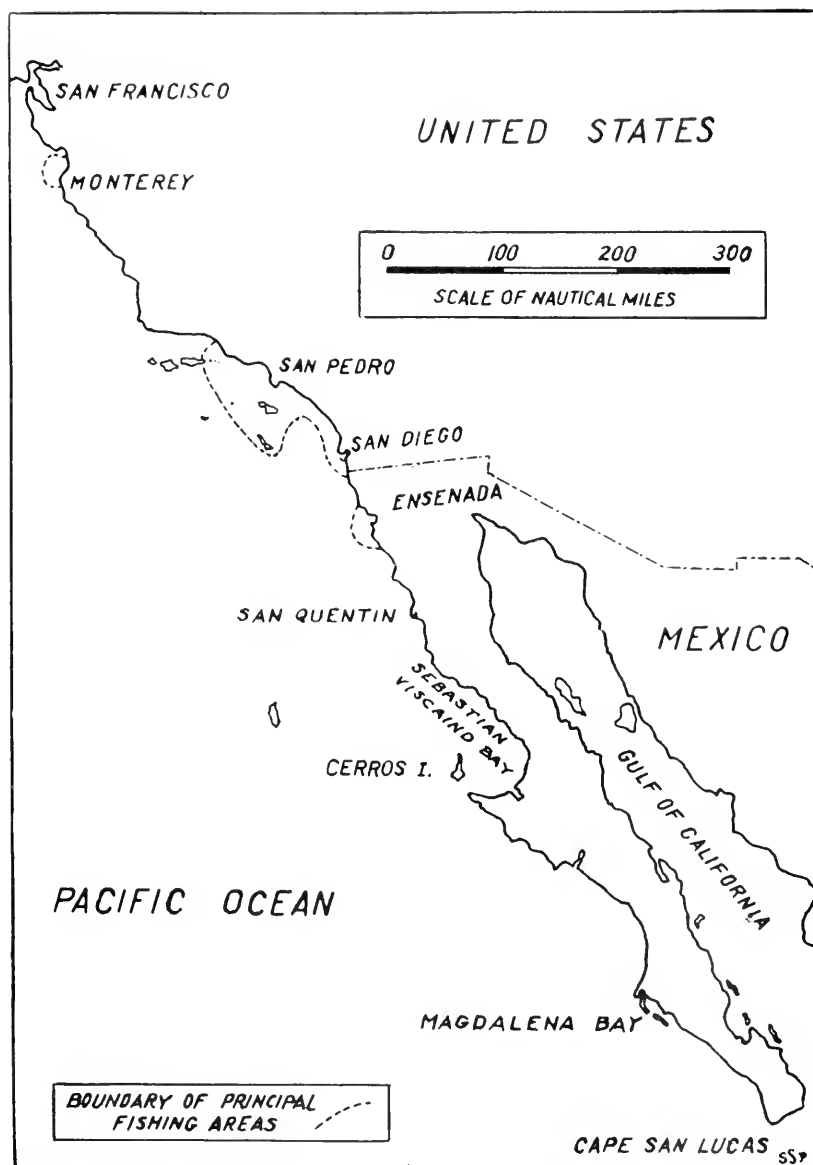 SAN FRANCISCO
UNITED STATES
MONTEREY
0 100 200 300
SCALE OF NAUTICAL MILES
SAN PEDRO
SAN DIEGO
ENSENADA
SAN QUENTIN
MEXICO
SEBASTIAN
VISCAIND BAY
CERROS I.
GULF OF CALIFORNIA
PACIFIC OCEAN
MAGDALENA BAY
BOUNDARY OF PRINCIPAL
FISHING AREAS
CAPE SAN LUCAS
SSP